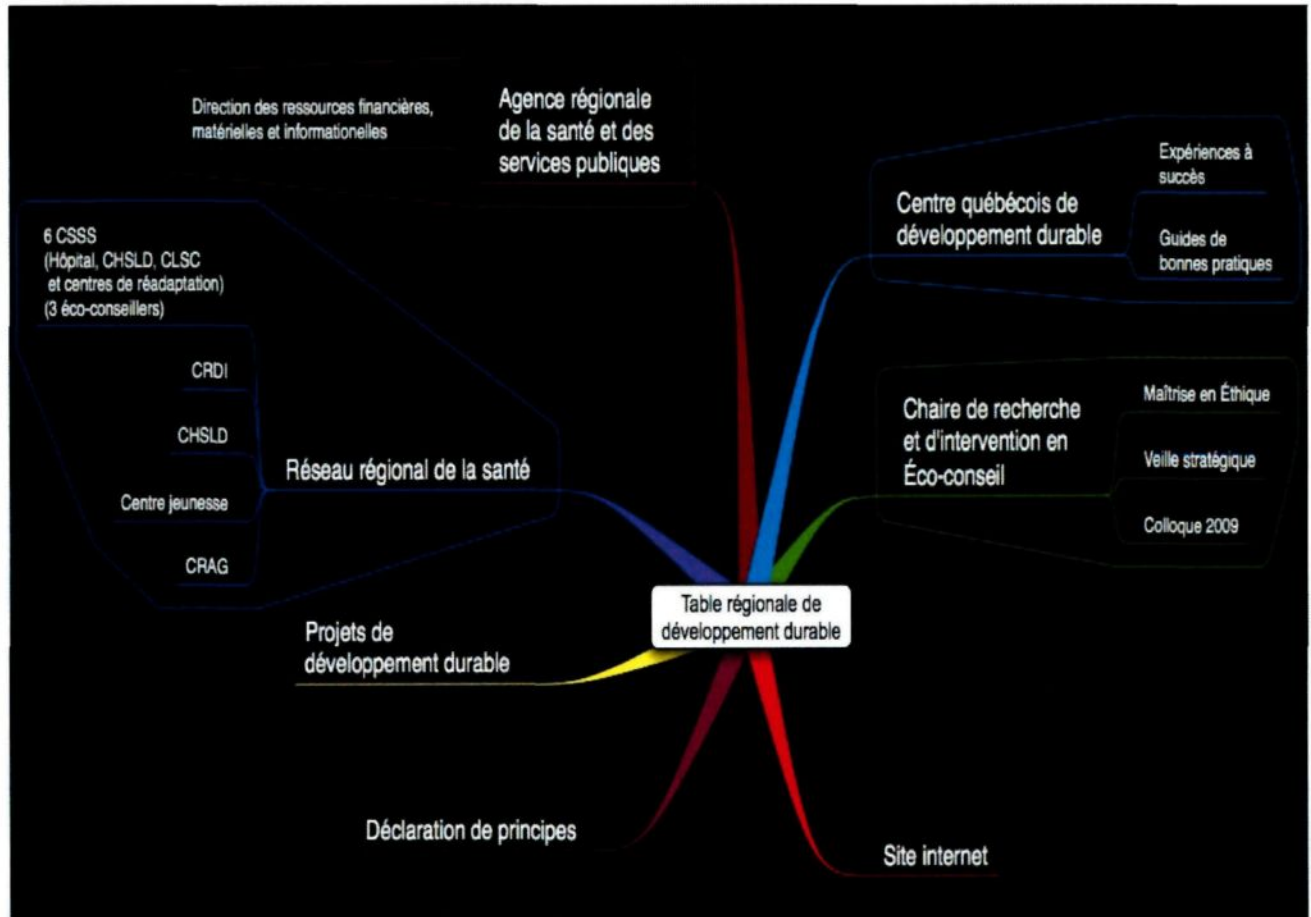 Direction des ressources financières,
matérielles et informationelles
Agence régionale
de la santé et des
services publiques
Centre québécois de
développement durable
Expériences à
succès
Guides de
bonnes pratiques
6 CSSS
(Hôpital, CHSLD, CLSC
et centres de réadaptation)
(3 éco-conseillers)
CRDI
CHSLD
Centre jeunesse
CRAG
Réseau régional de la santé
Chaire de recherche
et d'intervention en
Éco-conseil
Maîtrise en Éthique
Veille stratégique
Colloque 2009
Table régionale de
développement durable
Projets de
développement durable
Déclaration de principes
Site internet